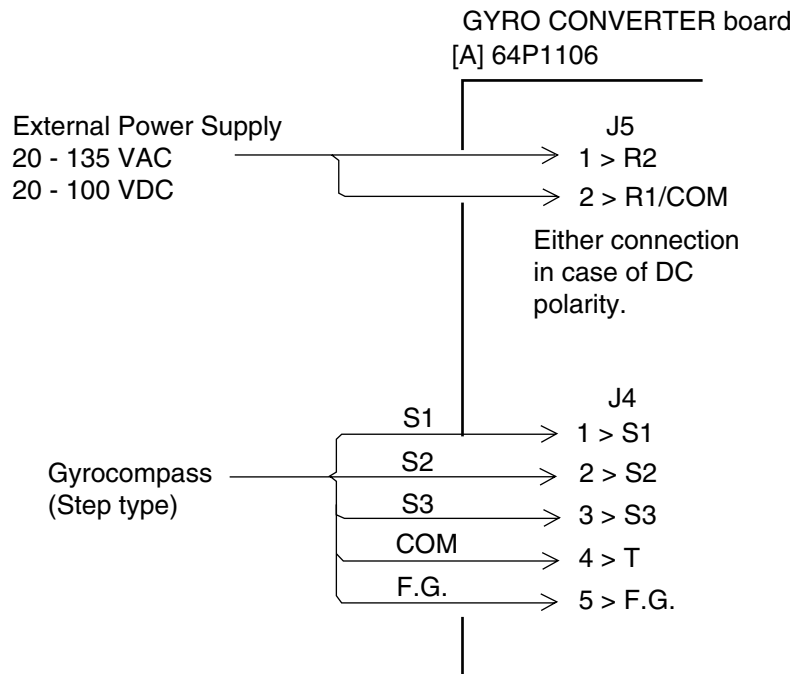 GYRO CONVERTER board
[A] 64P1106
External Power Supply
20 - 135 VAC
20 - 100 VDC
J5
1 > R2
2 > R1/COM
Either connection
in case of DC
polarity.
J4
S1
1 > S1
Gyrocompass
(Step type)
S2
2 > S2
S3
3 > S3
COM
4 > T
F.G.
5 > F.G.